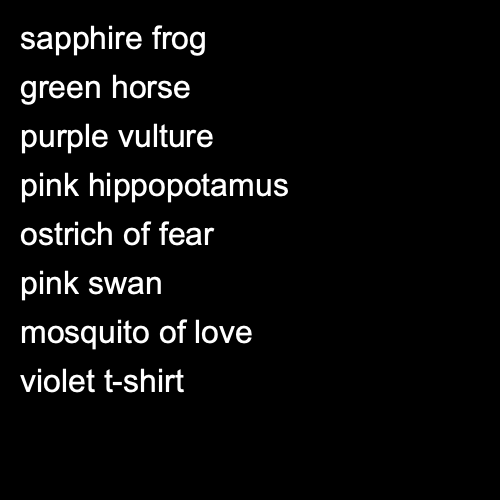 sapphire frog
green horse
purple vulture
pink hippopotamus
ostrich of fear
pink swan
mosquito of love
violet t-shirt